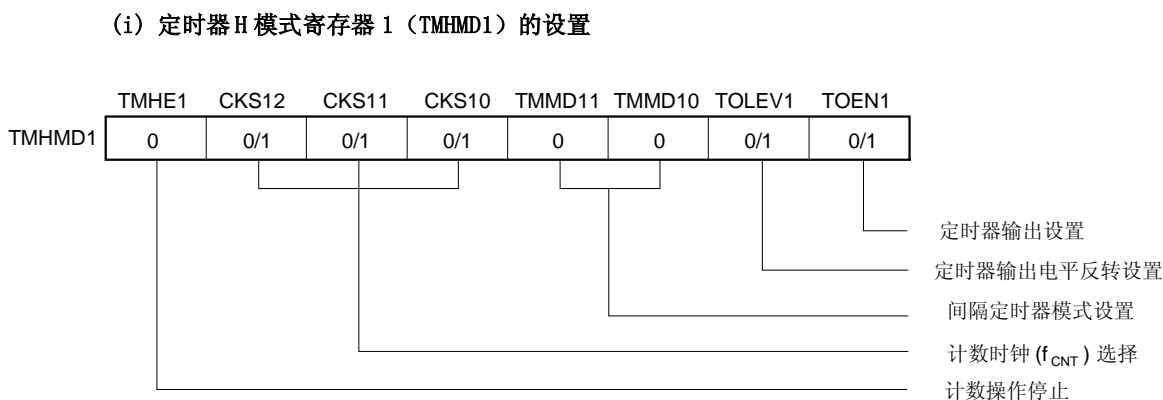 (i) 定时器 H 模式寄存器 1（TMHMD1）的设置
TMHE1 CKS12 CKS11 CKS10 TMMD11 TMMD10 TOLEV1 TOEN1
TMHMD1 0 0/1 0/1 0/1 0 0 0/1 0/1
定时器输出设置
定时器输出电平反转设置
间隔定时器模式设置
计数时钟 (fCNT) 选择
计数操作停止